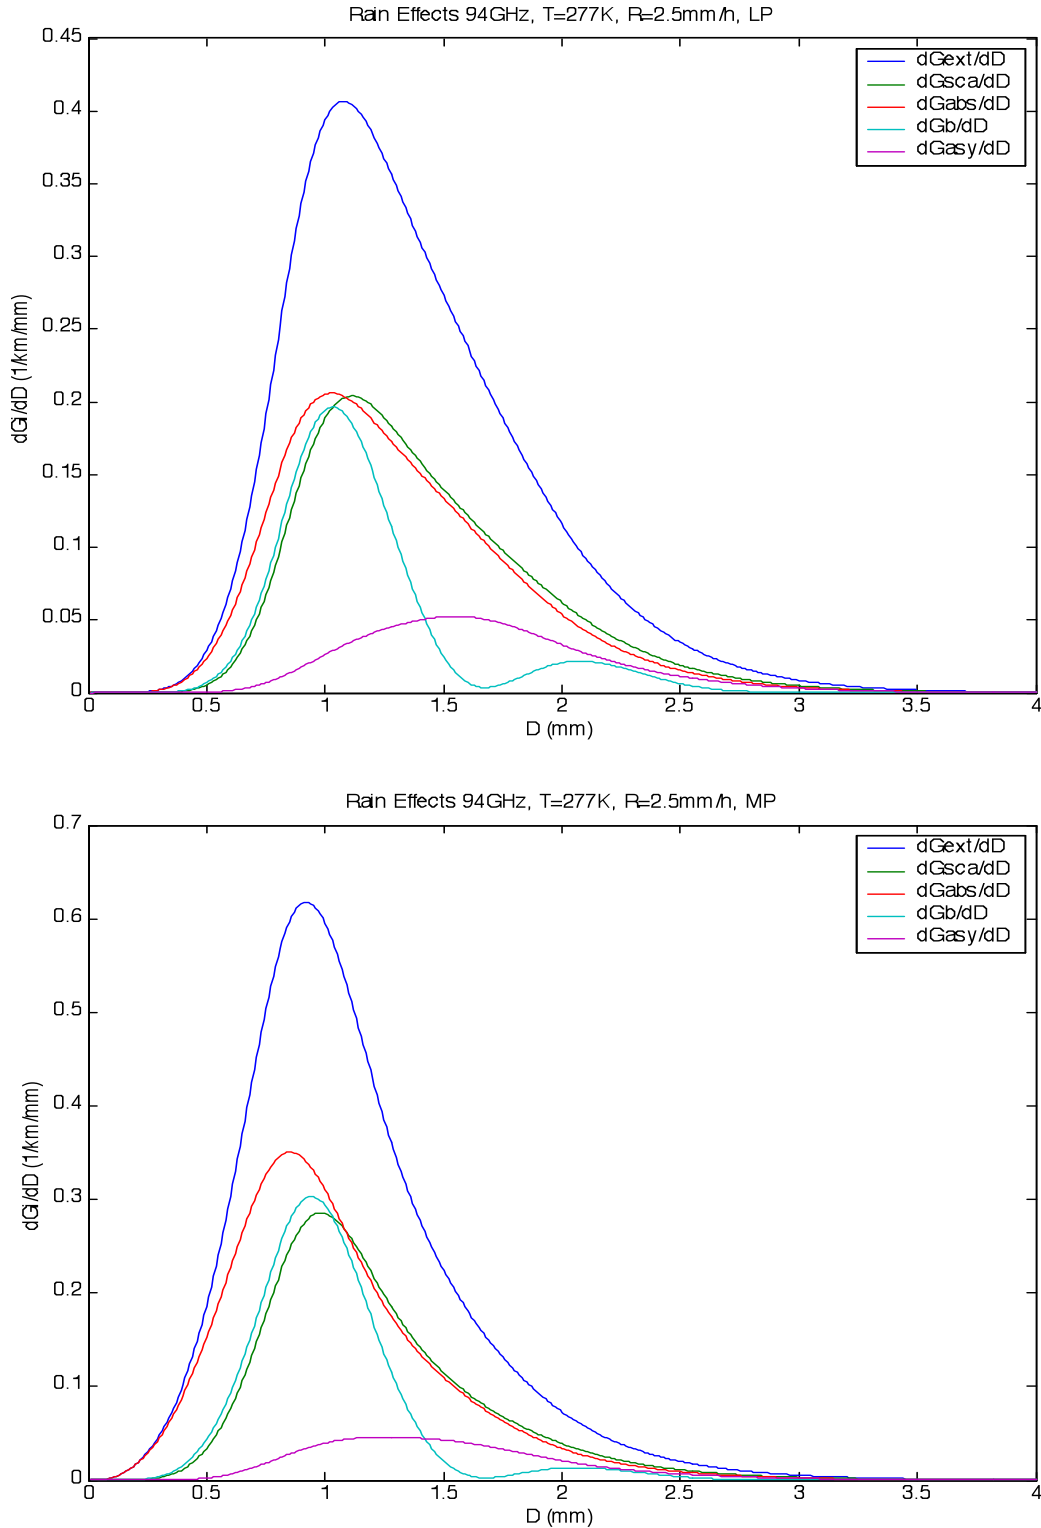 Rain Effects 94GHz, T=277K, R=2.5mm/h, LP
0.45
0.4
0.35
0.3
0.25
0.2
0.15
0.1
0.05
0
dGi/dD (1/km/mm)
dGext/dD
dGsca/dD
dGabs/dD
dGb/dD
dGasy/dD
0 0.5 1 1.5 2 2.5 3 3.5 4
D (mm)
Rain Effects 94GHz, T=277K, R=2.5mm/h, MP
0.7
0.6
0.5
0.4
0.3
0.2
0.1
0
dGi/dD (1/km/mm)
dGext/dD
dGsca/dD
dGabs/dD
dGb/dD
dGasy/dD
0 0.5 1 1.5 2 2.5 3 3.5 4
D (mm)